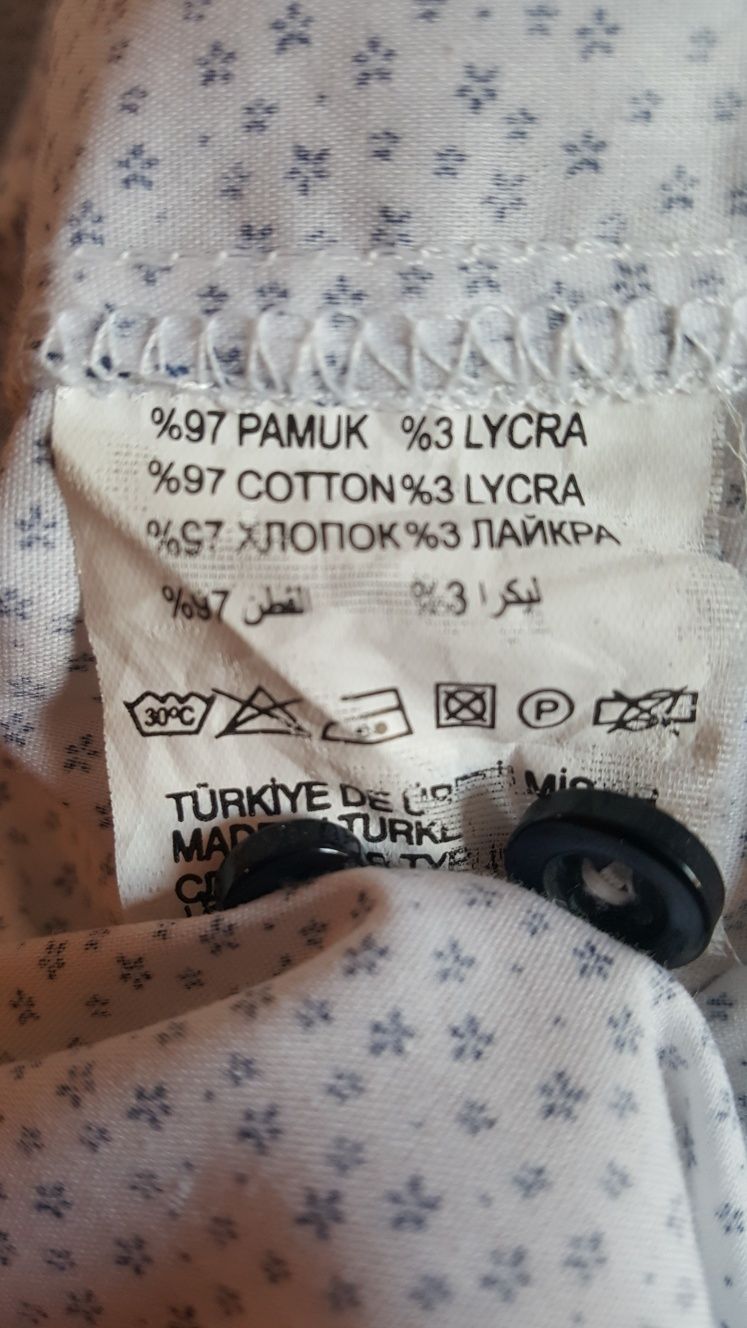 %97 PAMUK %3 LYCRA
%97 COTTON %3 LYCRA
%97 ХЛОПОК %3 ЛАЙКРА
%97 القطن %3 ليكرا
30°C P
TÜRKİYE DE